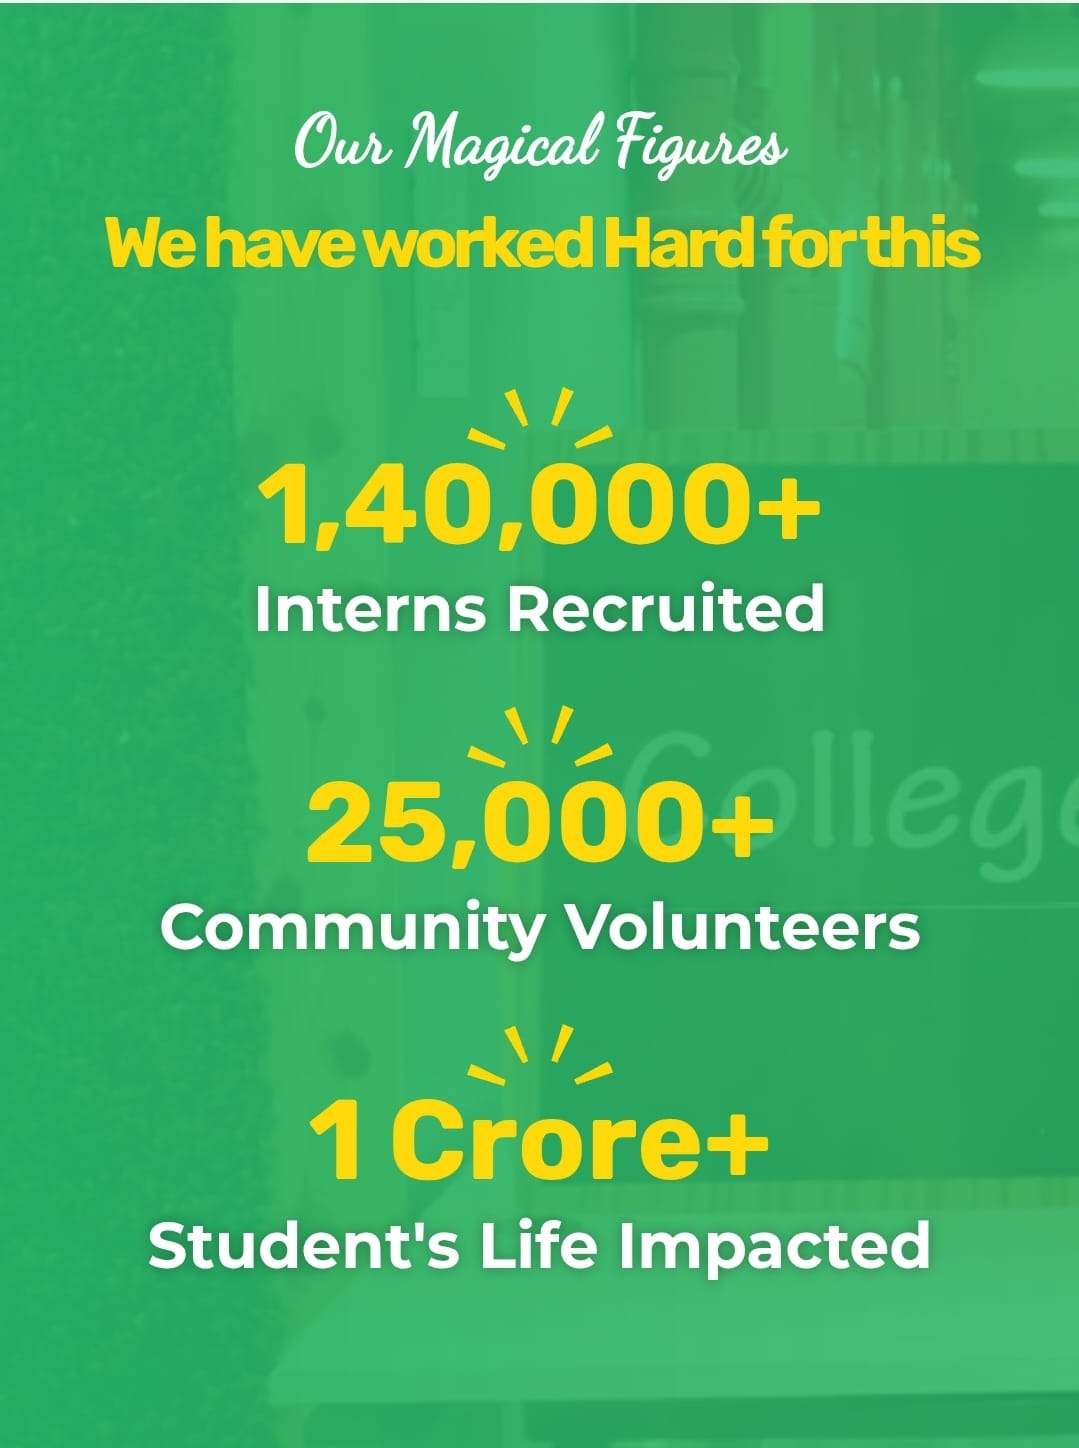 Our Magical Figures
We have worked Hard for this
1,40,000+
Interns Recruited
25,000+
College
Community Volunteers
1 Crore+
Student's Life Impacted